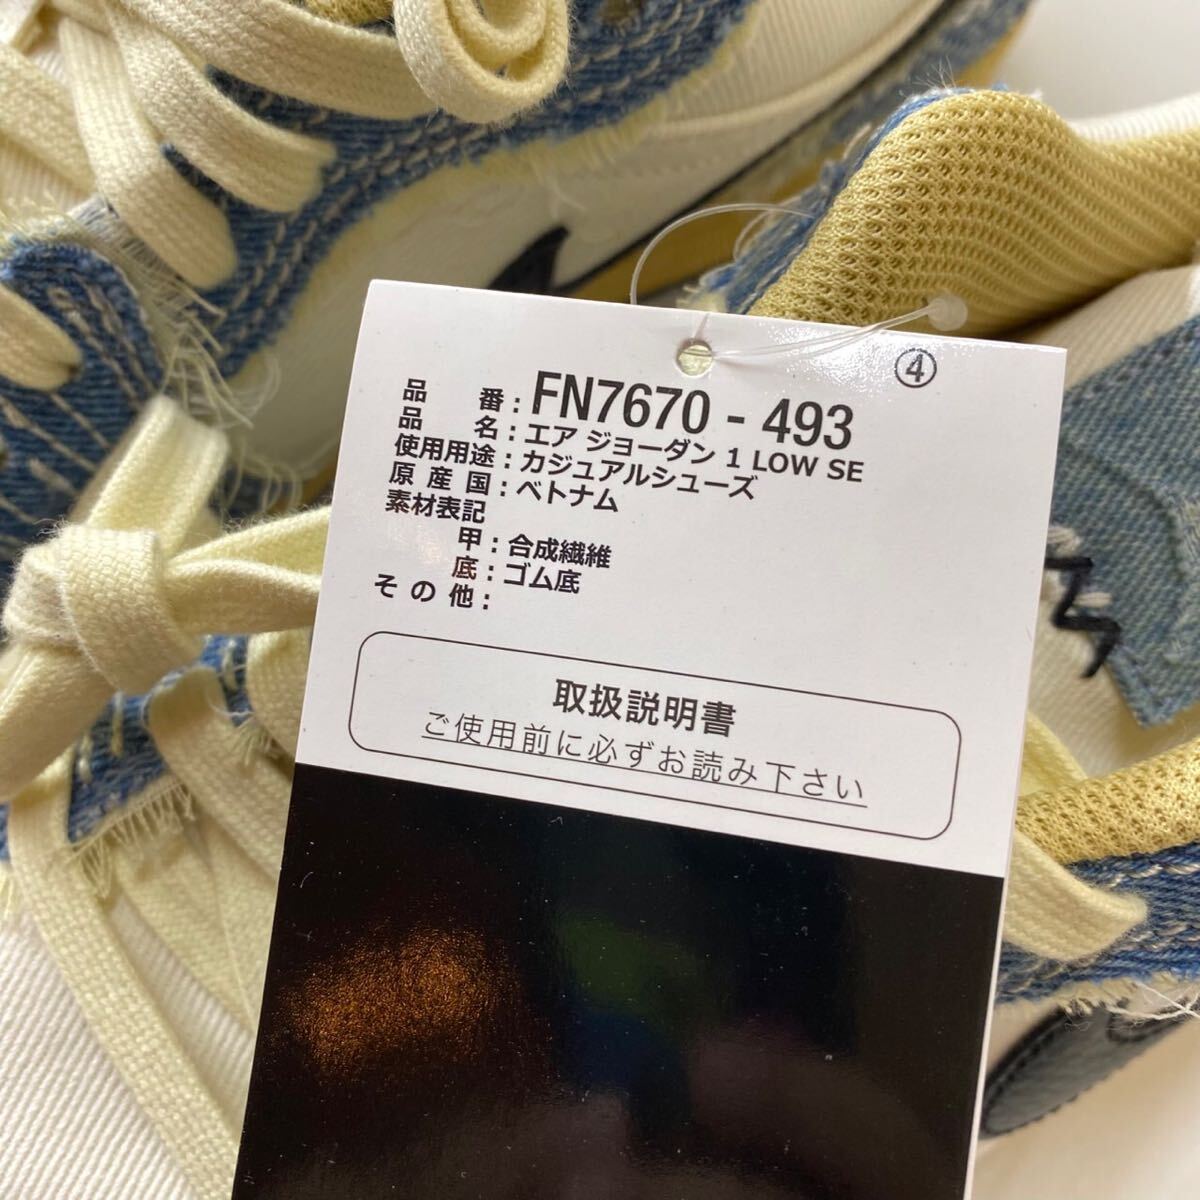 ④
品番：FN7670 - 493
品名：エア ジョーダン 1 LOW SE
使用用途：カジュアルシューズ
原産国：ベトナム
素材表記
甲：合成繊維
底：ゴム底
その他：
取扱説明書
ご使用前に必ずお読み下さい